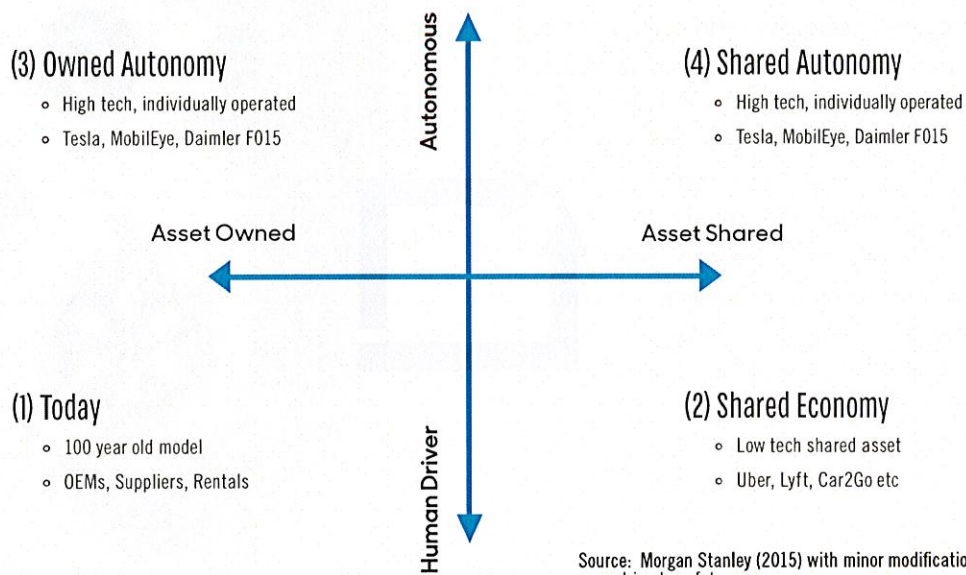 (3) Owned Autonomy
High tech, individually operated
Tesla, MobilEye, Daimler F015
Autonomous
(4) Shared Autonomy
High tech, individually operated
Tesla, MobilEye, Daimler F015
Asset Owned
Asset Shared
(1) Today
100 year old model
OEMs, Suppliers, Rentals
Human Driver
(2) Shared Economy
Low tech shared asset
Uber, Lyft, Car2Go etc
Source: Morgan Stanley (2015) with minor modification